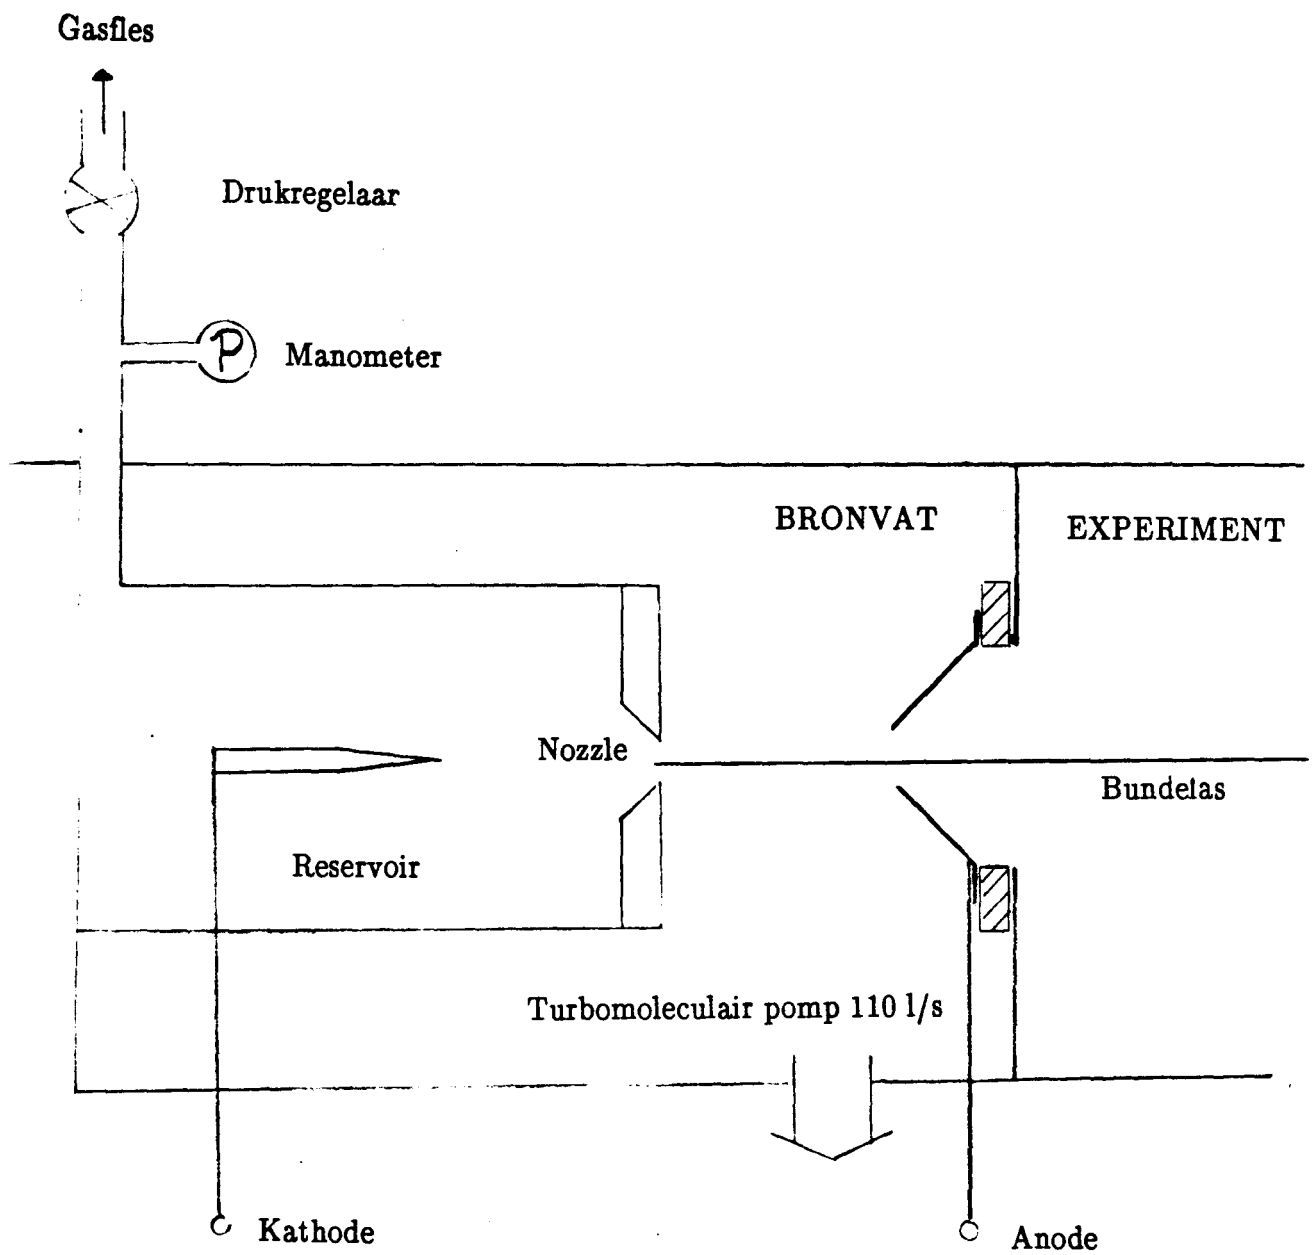 Gasfles
Drukregelaar
P
Manometer
BRONVAT
EXPERIMENT
Nozzle
Bundelas
Reservoir
Turbomoleculair pomp 110 l/s
Kathode
Anode